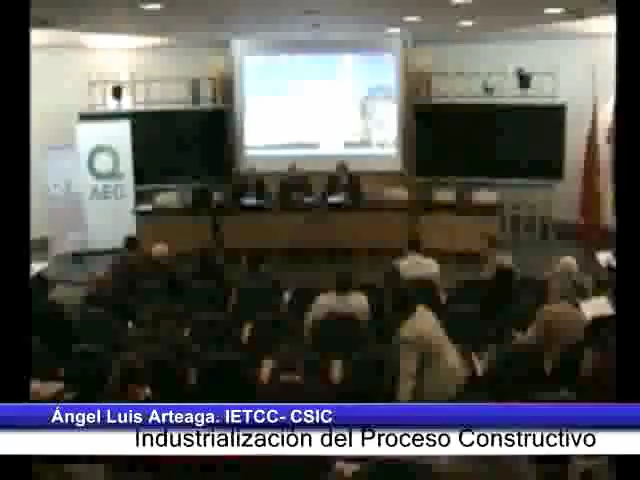 AEC
Ángel Luis Arteaga. IETCC- CSIC
Industrialización del Proceso Constructivo